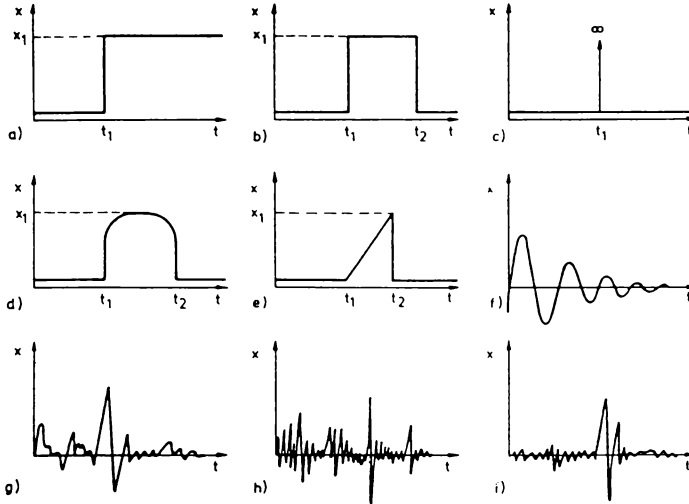 x x x
x₁ x₁ ∞
t₁ t t₁ t₂ t t₁ t
a) b) c)
x x x
x₁ x₁
t₁ t₂ t t₁ t₂ t t
d) e) f)
x x x
t t t
g) h) i)